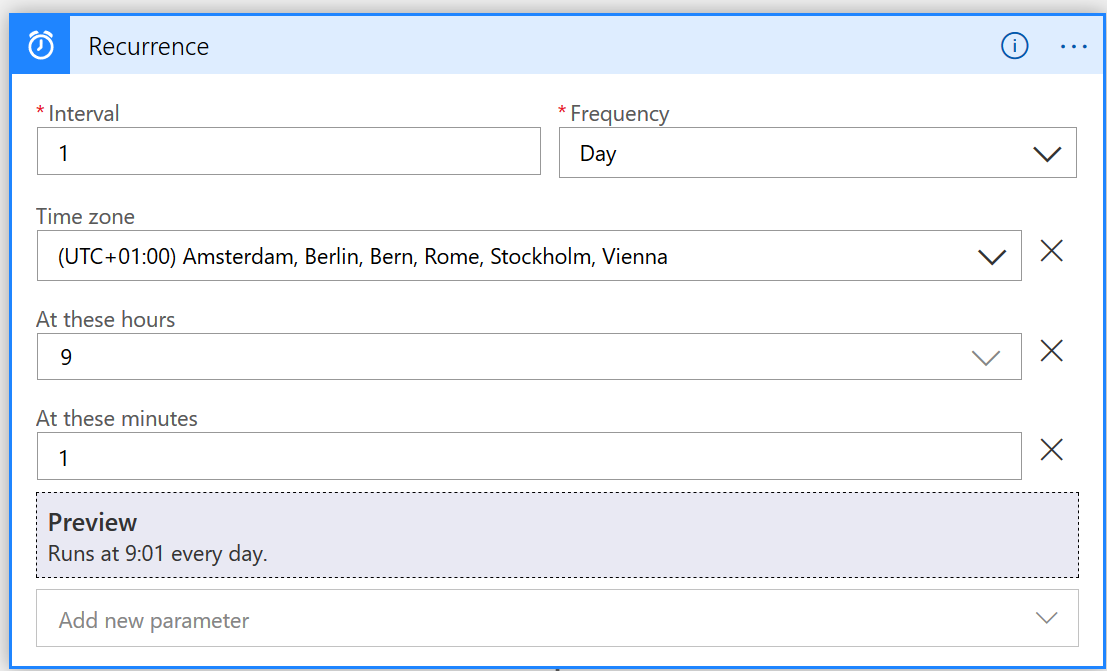 Recurrence
* Interval
1
* Frequency
Day
Time zone
(UTC+01:00) Amsterdam, Berlin, Bern, Rome, Stockholm, Vienna
At these hours
9
At these minutes
1
Preview
Runs at 9:01 every day.
Add new parameter